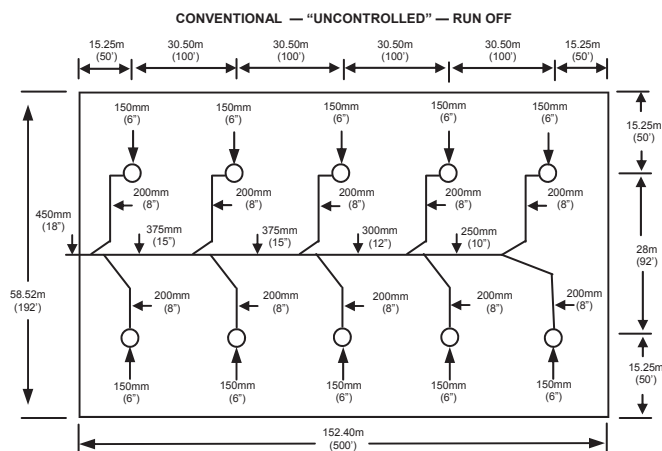 CONVENTIONAL — “UNCONTROLLED” — RUN OFF
15.25m 30.50m 30.50m 30.50m 30.50m 15.25m
(50’) (100’) (100’) (100’) (100’) (50’)
150mm 150mm 150mm 150mm 150mm
(6”) (6”) (6”) (6”) (6”)
15.25m
(50’)
200mm 200mm 200mm 200mm 200mm
(8”) (8”) (8”) (8”) (8”)
450mm
(18”)
375mm 375mm 300mm 250mm
(15”) (15”) (12”) (10”)
28m
(92’)
58.52m
(192’)
200mm 200mm 200mm 200mm 200mm
(8”) (8”) (8”) (8”) (8”)
15.25m
(50’)
150mm 150mm 150mm 150mm 150mm
(6”) (6”) (6”) (6”) (6”)
152.40m
(500’)